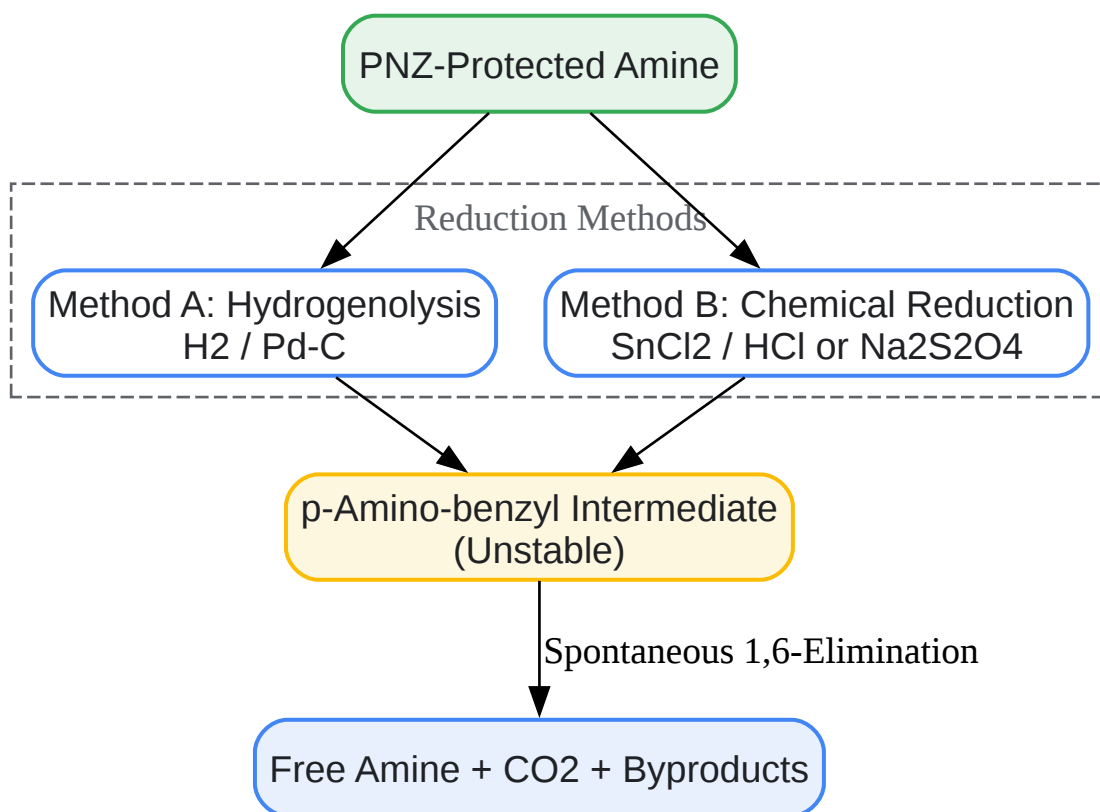 PNZ-Protected Amine
Reduction Methods
Method A: Hydrogenolysis
H2 / Pd-C
Method B: Chemical Reduction
SnCl2 / HCl or Na2S2O4
p-Amino-benzyl Intermediate
(Unstable)
Spontaneous 1,6-Elimination
Free Amine + CO2 + Byproducts